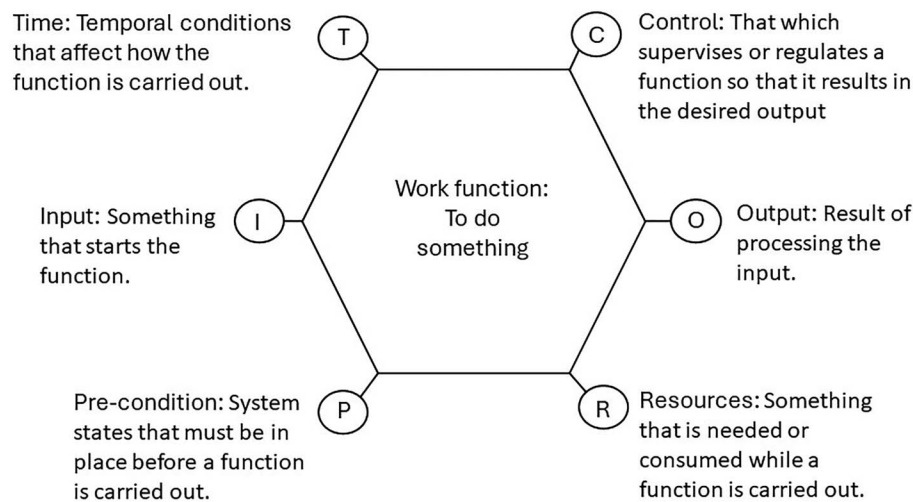 Time: Temporal conditions
that affect how the
function is carried out.
T
C
Control: That which
supervises or regulates a
function so that it results in
the desired output
Input: Something
that starts the
function.
I
Work function:
To do
something
O
Output: Result of
processing the
input.
Pre-condition: System
states that must be in
place before a function
is carried out.
P
R
Resources: Something
that is needed or
consumed while a
function is carried out.